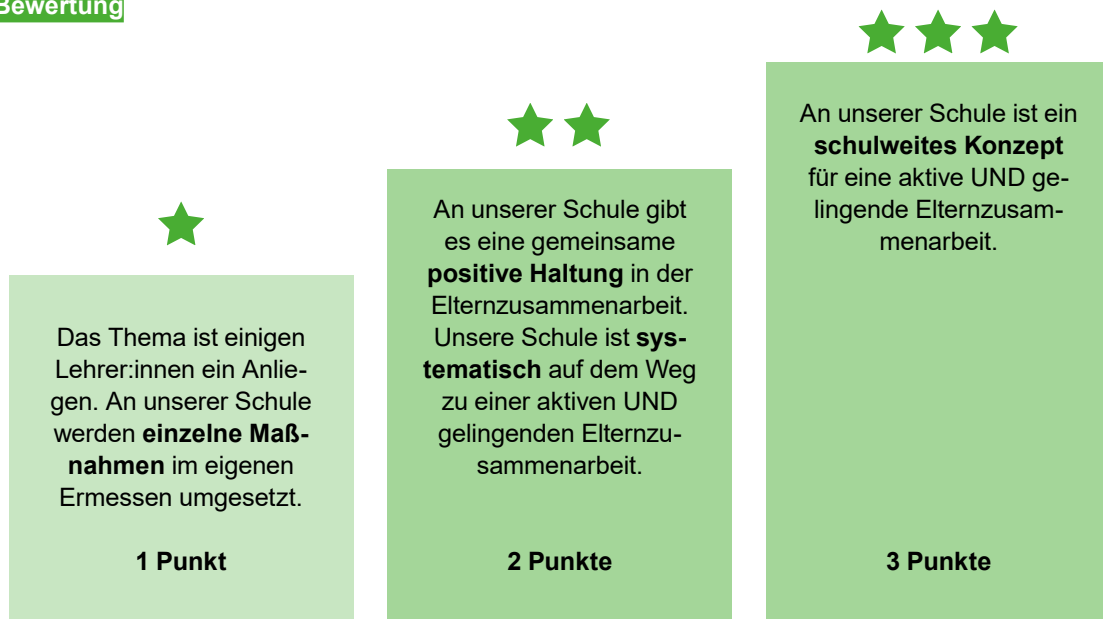 Bewertung
Das Thema ist einigen
Lehrer:innen ein Anlie-
gen. An unserer Schule
werden einzelne Maß-
nahmen im eigenen
Ermessen umgesetzt.
1 Punkt
An unserer Schule gibt
es eine gemeinsame
positive Haltung in der
Elternzusammenarbeit.
Unsere Schule ist sys-
tematisch auf dem Weg
zu einer aktiven UND
gelingenden Elternzu-
sammenarbeit.
2 Punkte
An unserer Schule ist ein
schulweites Konzept
für eine aktive UND ge-
lingende Elternzusam-
menarbeit.
3 Punkte